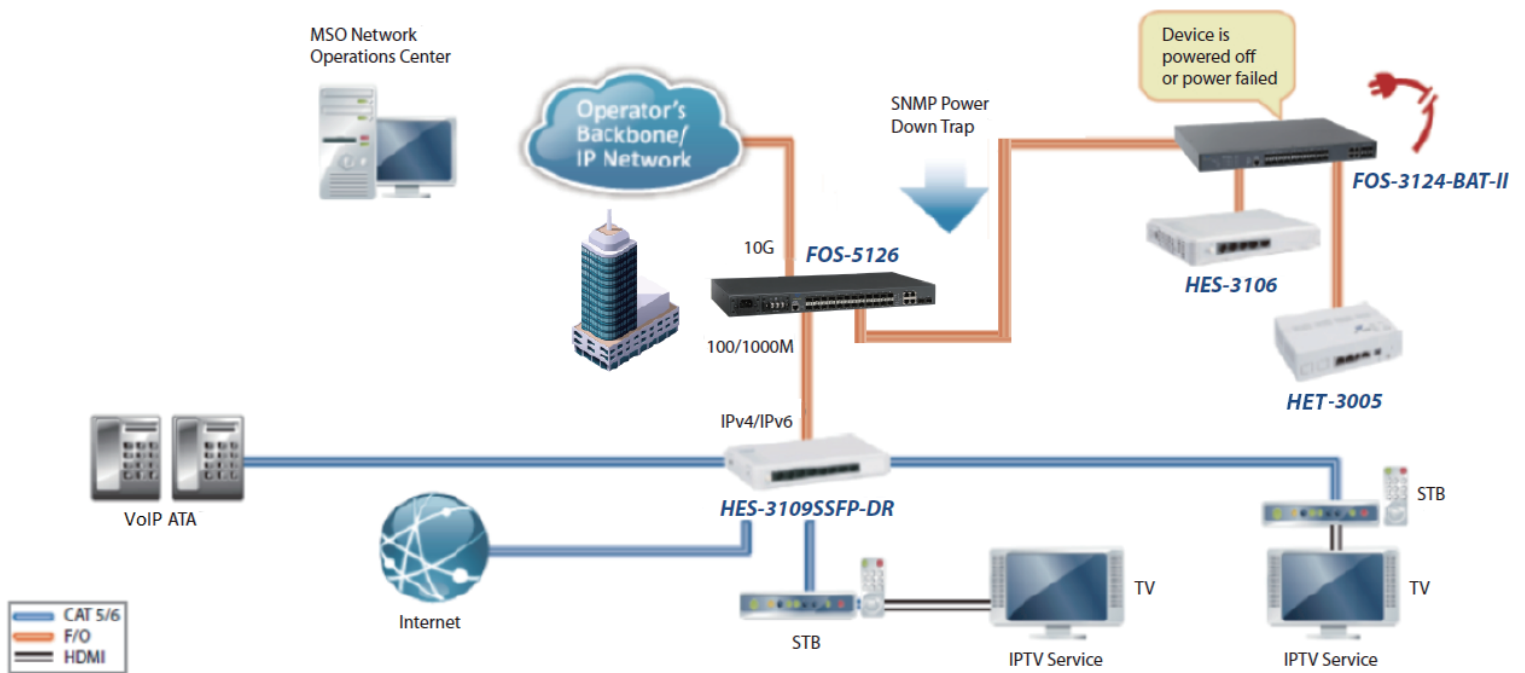 MSO Network
Operations Center
Operator's
Backbone/
IP Network
SNMP Power
Down Trap
Device is
powered off
or power failed
FOS-3124-BAT-II
10G
FOS-5126
HES-3106
100/1000M
HET-3005
IPv4/IPv6
HES-3109SSFP-DR
VoIP ATA
STB
Internet
TV
TV
STB
IPTV Service
IPTV Service
CAT 5/6
F/O
HDMI